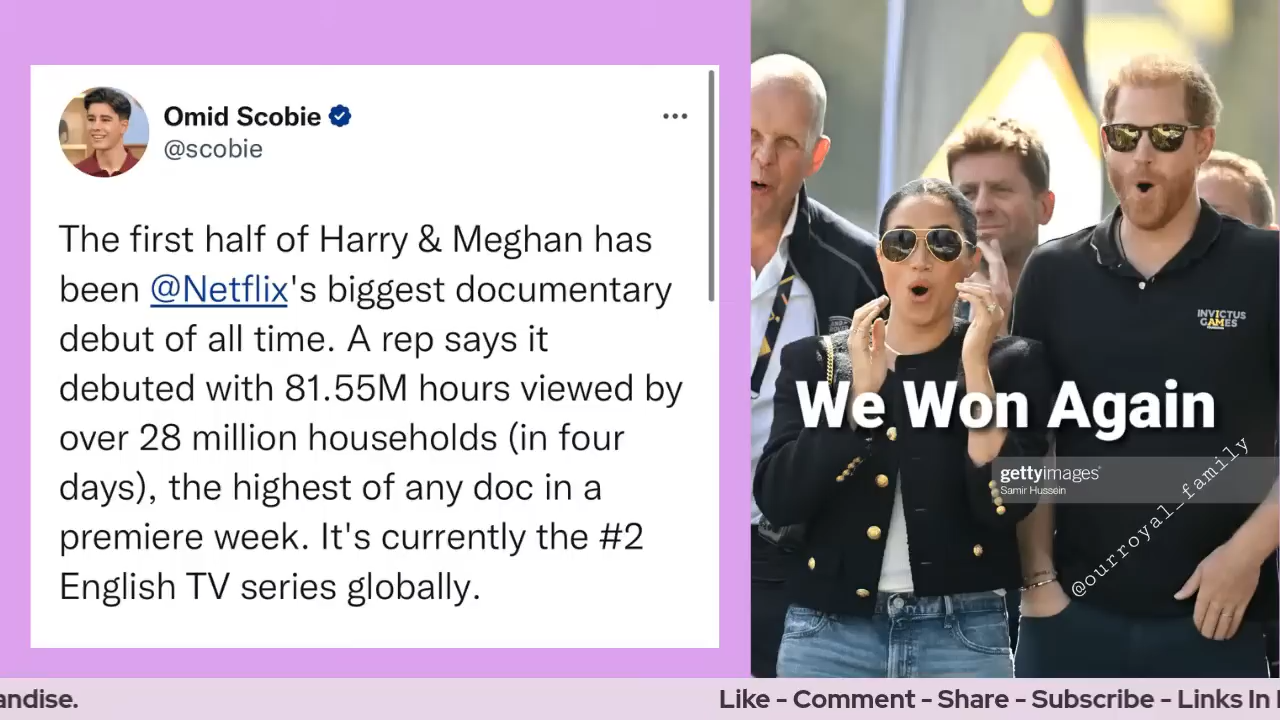 Omid Scobie
@scobie
The first half of Harry & Meghan has
been @Netflix's biggest documentary
debut of all time. A rep says it
debuted with 81.55M hours viewed by
over 28 million households (in four
days), the highest of any doc in a
premiere week. It's currently the #2
English TV series globally.
INVICTUS
GAMES
We Won Again
gettyimages®
Samir Hussein
@ourroyal_family
andise.
Like - Comment - Share - Subscribe - Links In